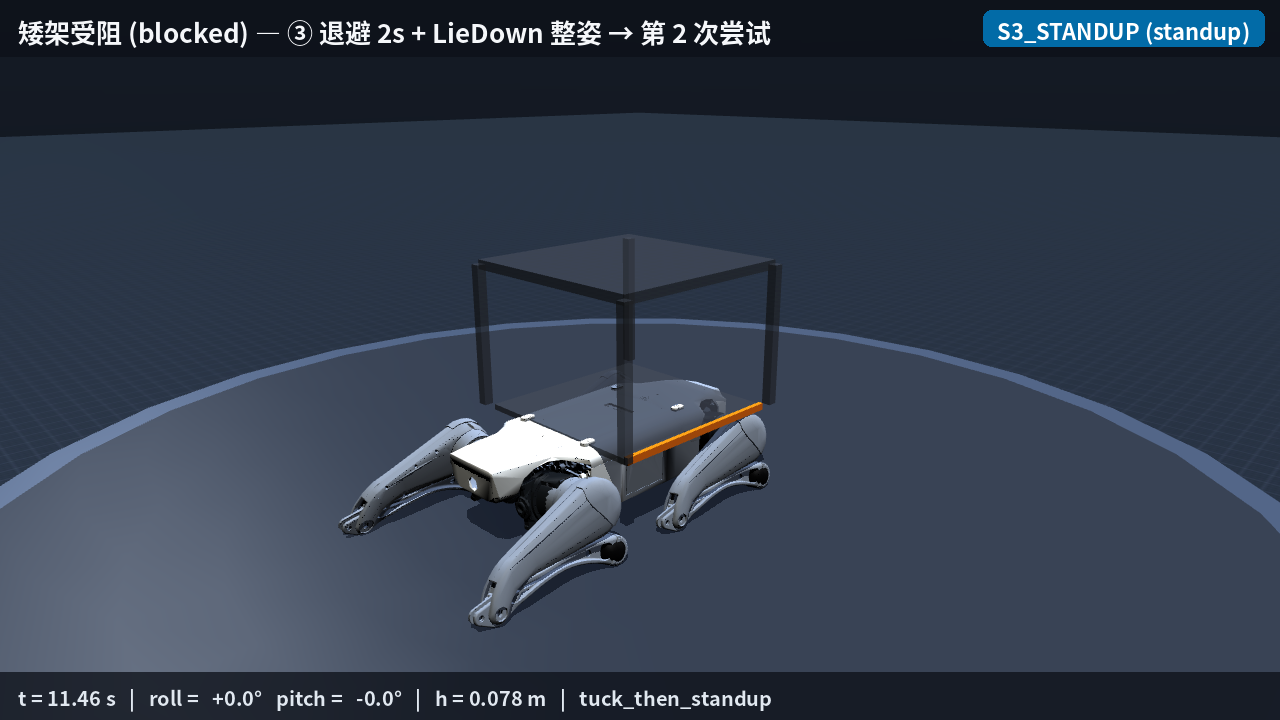 矮架受阻 (blocked) — ③ 退避 2s + LieDown 整姿 → 第 2 次尝试
S3_STANDUP (standup)
t = 11.46 s | roll = +0.0° pitch = -0.0° | h = 0.078 m | tuck_then_standup